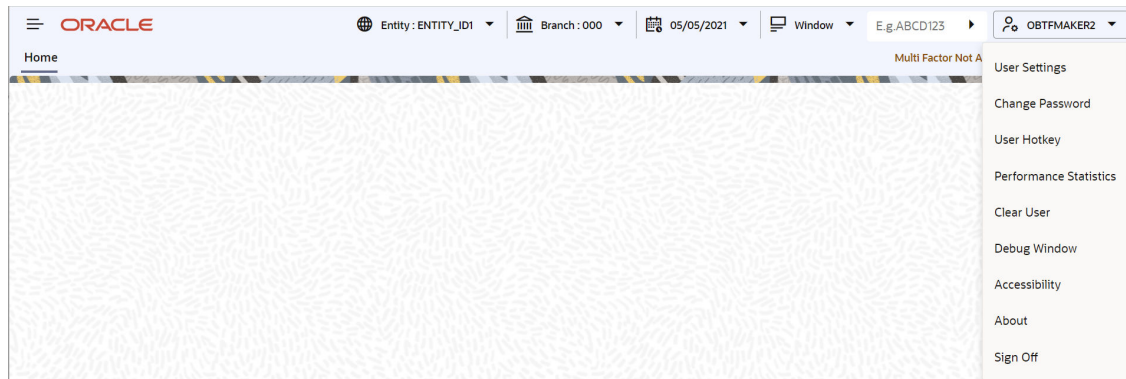 ORACLE Entity : ENTITY_ID1 Branch : 000 05/05/2021 Window E.g.ABCD123 OBTFMAKER2
Home Multi Factor Not A
User Settings
Change Password
User Hotkey
Performance Statistics
Clear User
Debug Window
Accessibility
About
Sign Off